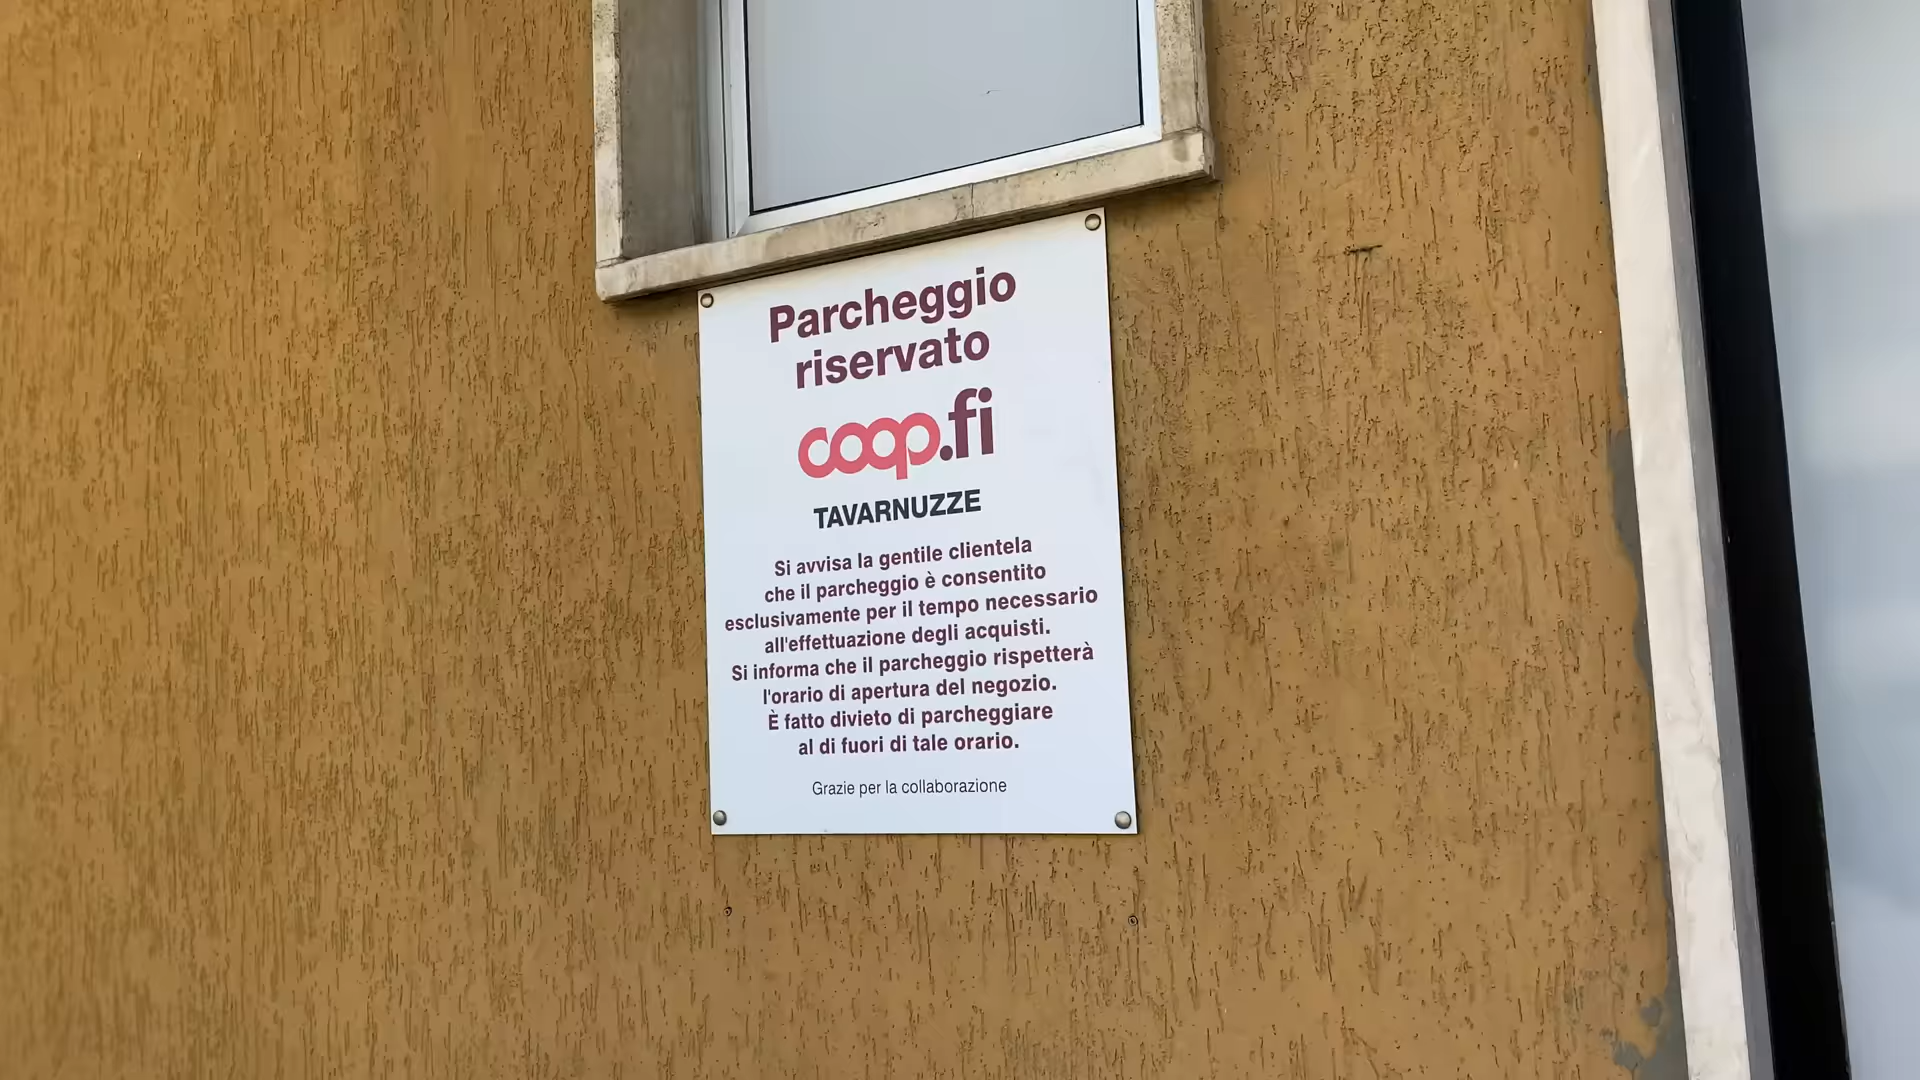 Parcheggio
riservato
coop.fi
TAVARNUZZE
Si avvisa la gentile clientela
che il parcheggio è consentito
esclusivamente per il tempo necessario
all'effettuazione degli acquisti.
Si informa che il parcheggio rispetterà
l'orario di apertura del negozio.
È fatto divieto di parcheggiare
al di fuori di tale orario.
Grazie per la collaborazione